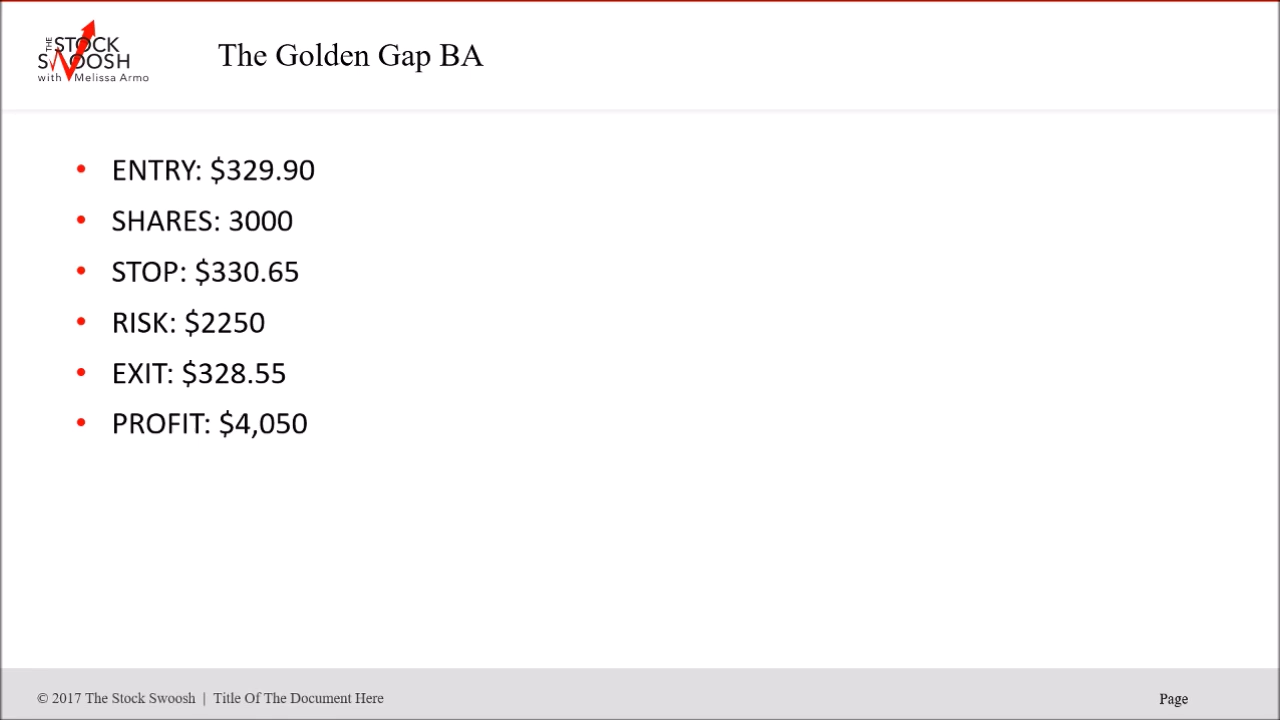 THE STOCK
SWOOSH
with Melissa Armo
The Golden Gap BA
• ENTRY: $329.90
• SHARES: 3000
• STOP: $330.65
• RISK: $2250
• EXIT: $328.55
• PROFIT: $4,050
© 2017 The Stock Swoosh | Title Of The Document Here
Page